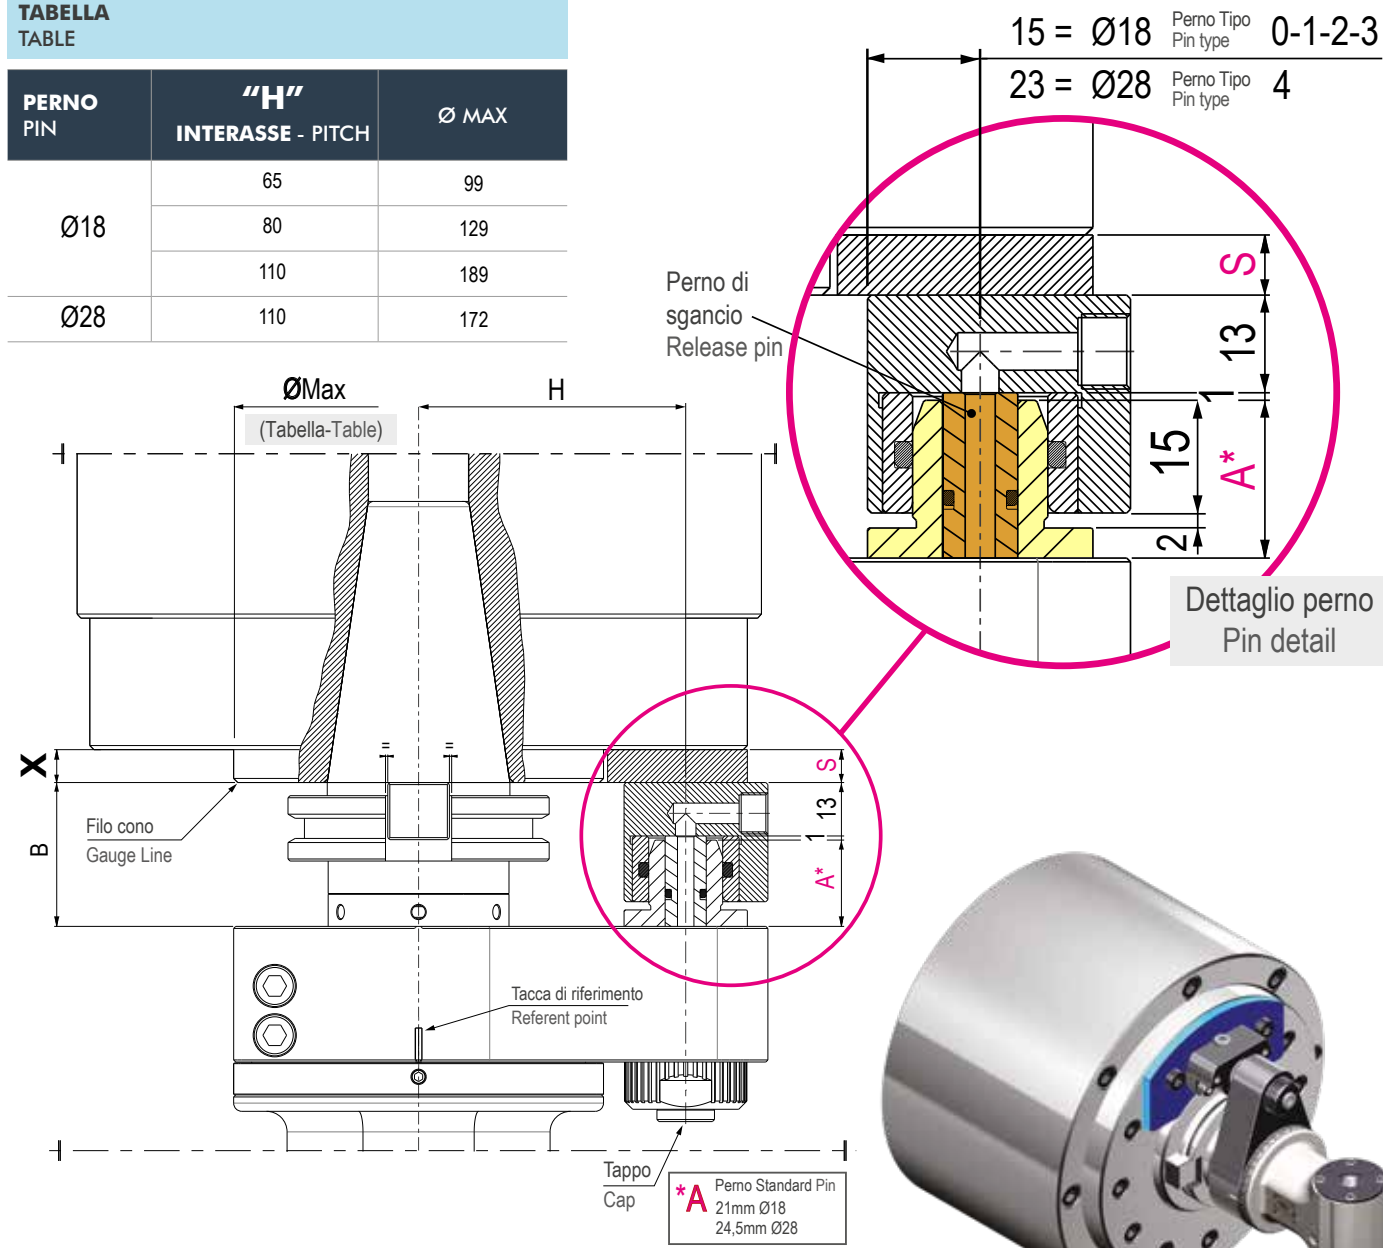 TABELLA
TABLE
PERNO
PIN
“H”
INTERASSE - PITCH
Ø MAX
Ø18
65
99
80
129
110
189
Ø28
110
172
15 = Ø18 Perno Tipo Pin type 0-1-2-3
23 = Ø28 Perno Tipo Pin type 4
Perno di
sgancio
Release pin
S
13
1
15
A*
2
Dettaglio perno
Pin detail
ØMax
(Tabella-Table)
H
=
=
X
B
Filo cono
Gauge Line
S
13
1
A*
Tacca di riferimento
Referent point
Tappo
Cap
*A Perno Standard Pin
21mm Ø18
24,5mm Ø28